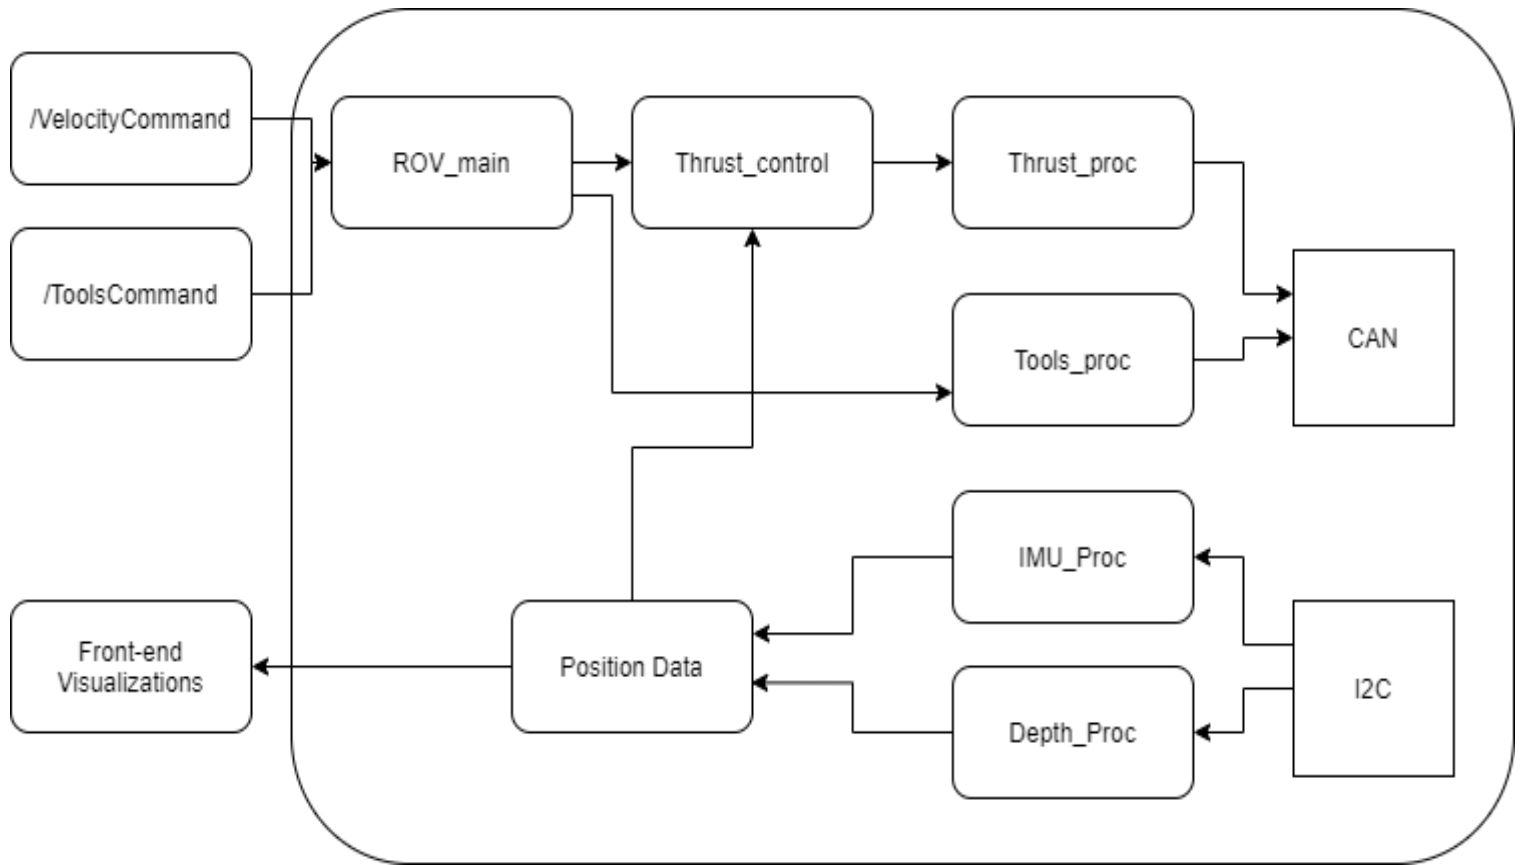 /VelocityCommand
ROV_main
Thrust_control
Thrust_proc
/ToolsCommand
Tools_proc
CAN
IMU_Proc
Front-end
Visualizations
Position Data
Depth_Proc
I2C